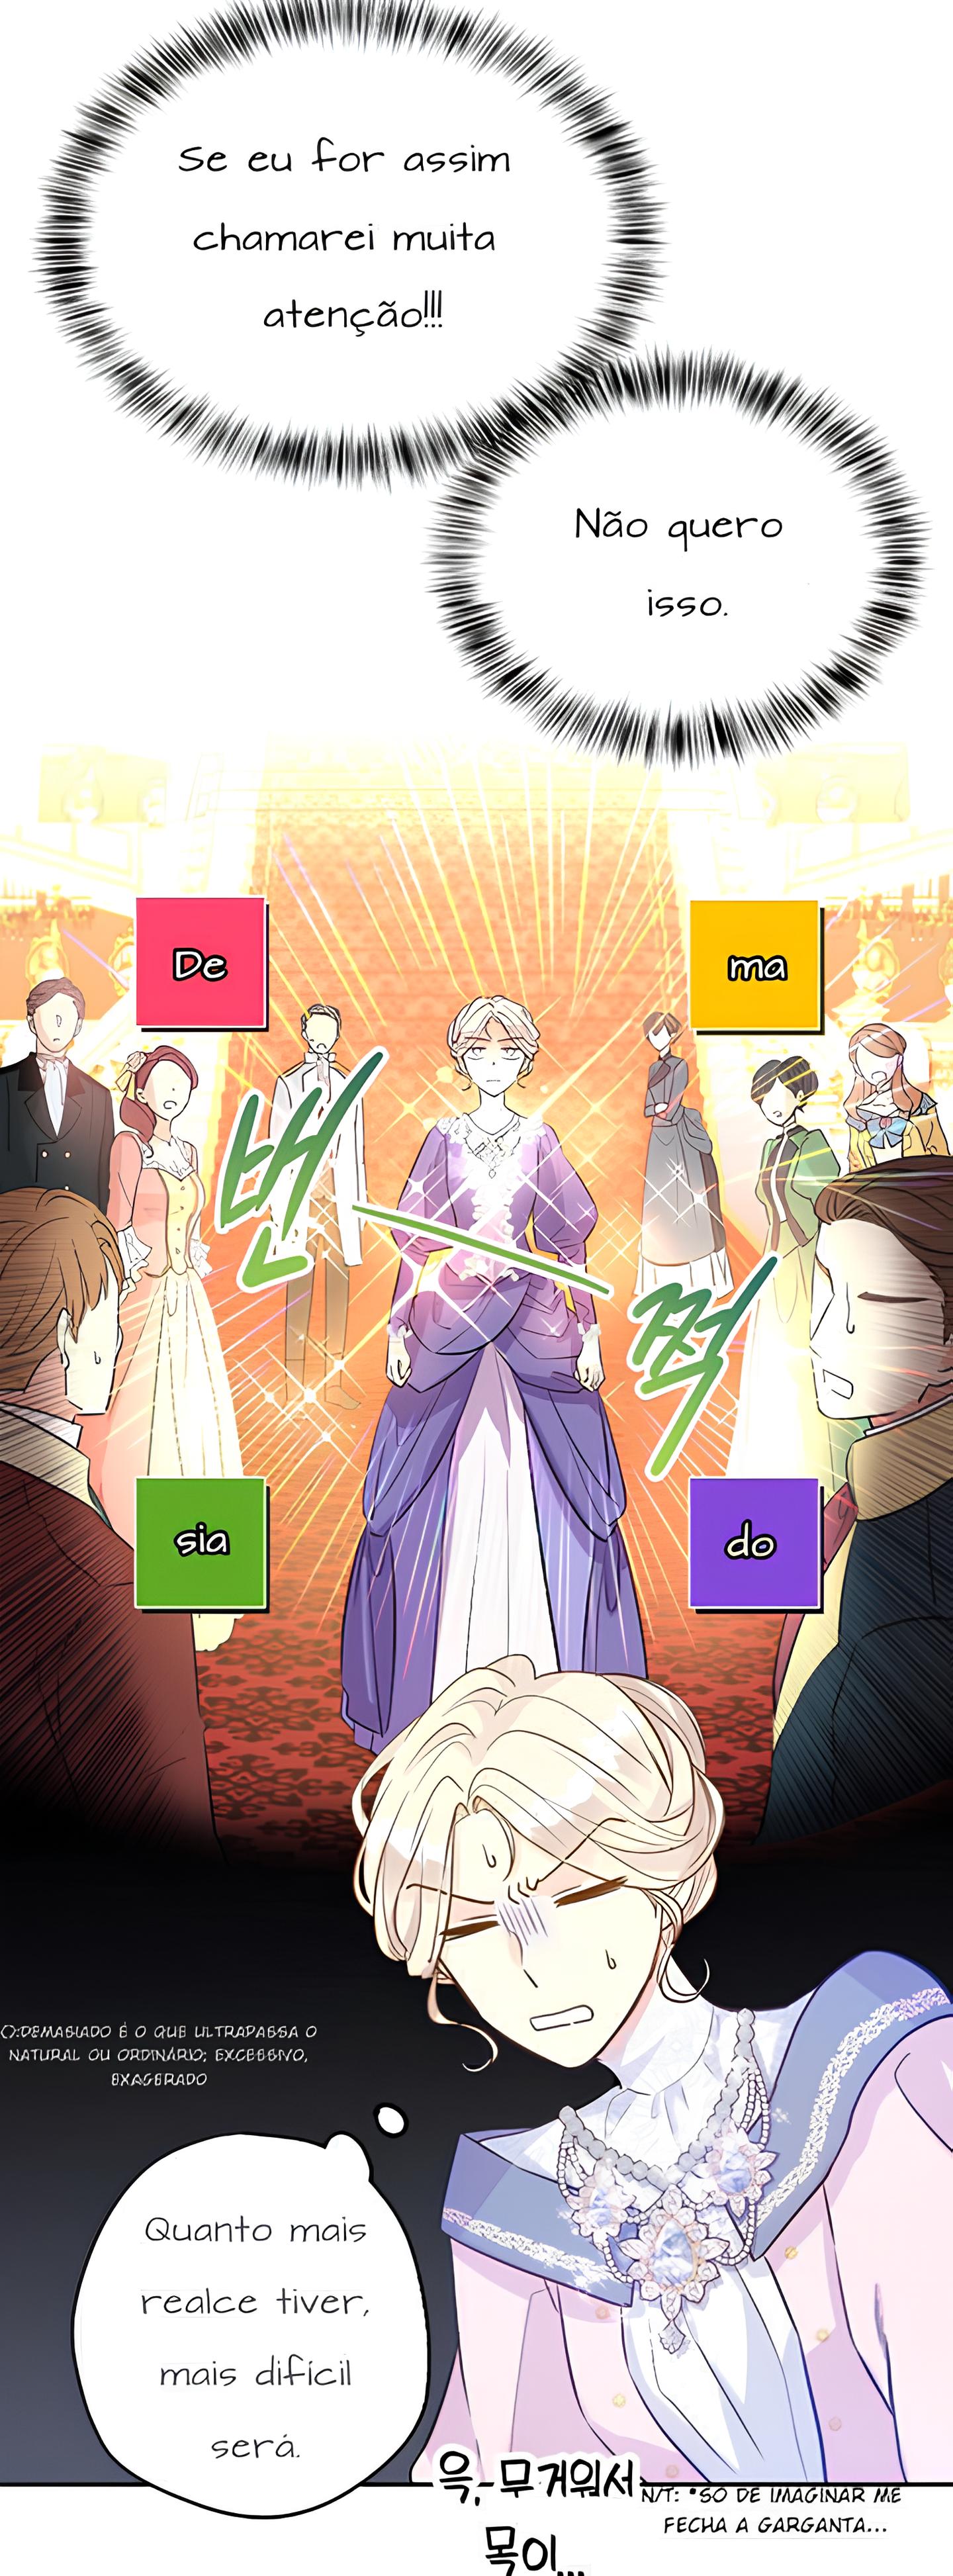 Se eu for assim
chamarei muita
atenção!!!
Não quero
isso.
De
ma
번
쩍
sia
do
():DEMASIADO É O QUE ULTRAPASSA O
NATURAL OU ORDINÁRIO; EXCESSIVO,
EXAGERADO
Quanto mais
realce tiver,
mais difícil
será.
윽, 무거워서
목이...
N/T: *SÓ DE IMAGINAR ME
FECHA A GARGANTA...